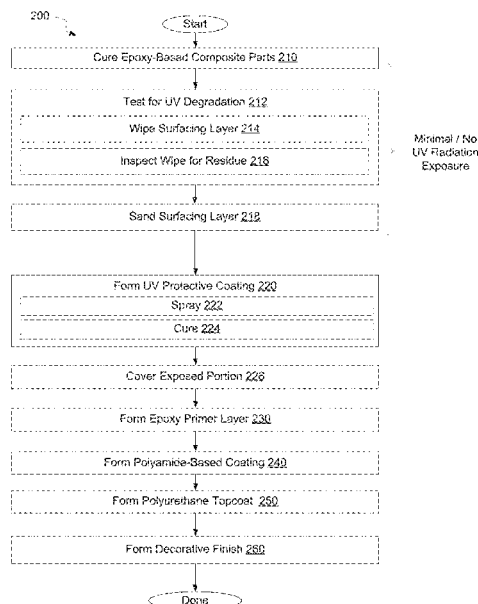 200
Start
Cure Epoxy-Based Composite Parts 210
Test for UV Degradation 212
Wipe Surfacing Layer 214
Inspect Wipe for Residue 216
Minimal / No
UV Radiation
Exposure
Sand Surfacing Layer 218
Form UV Protective Coating 220
Spray 222
Cure 224
Cover Exposed Portion 226
Form Epoxy Primer Layer 230
Form Polyamide-Based Coating 240
Form Polyurethane Topcoat 250
Form Decorative Finish 260
Done